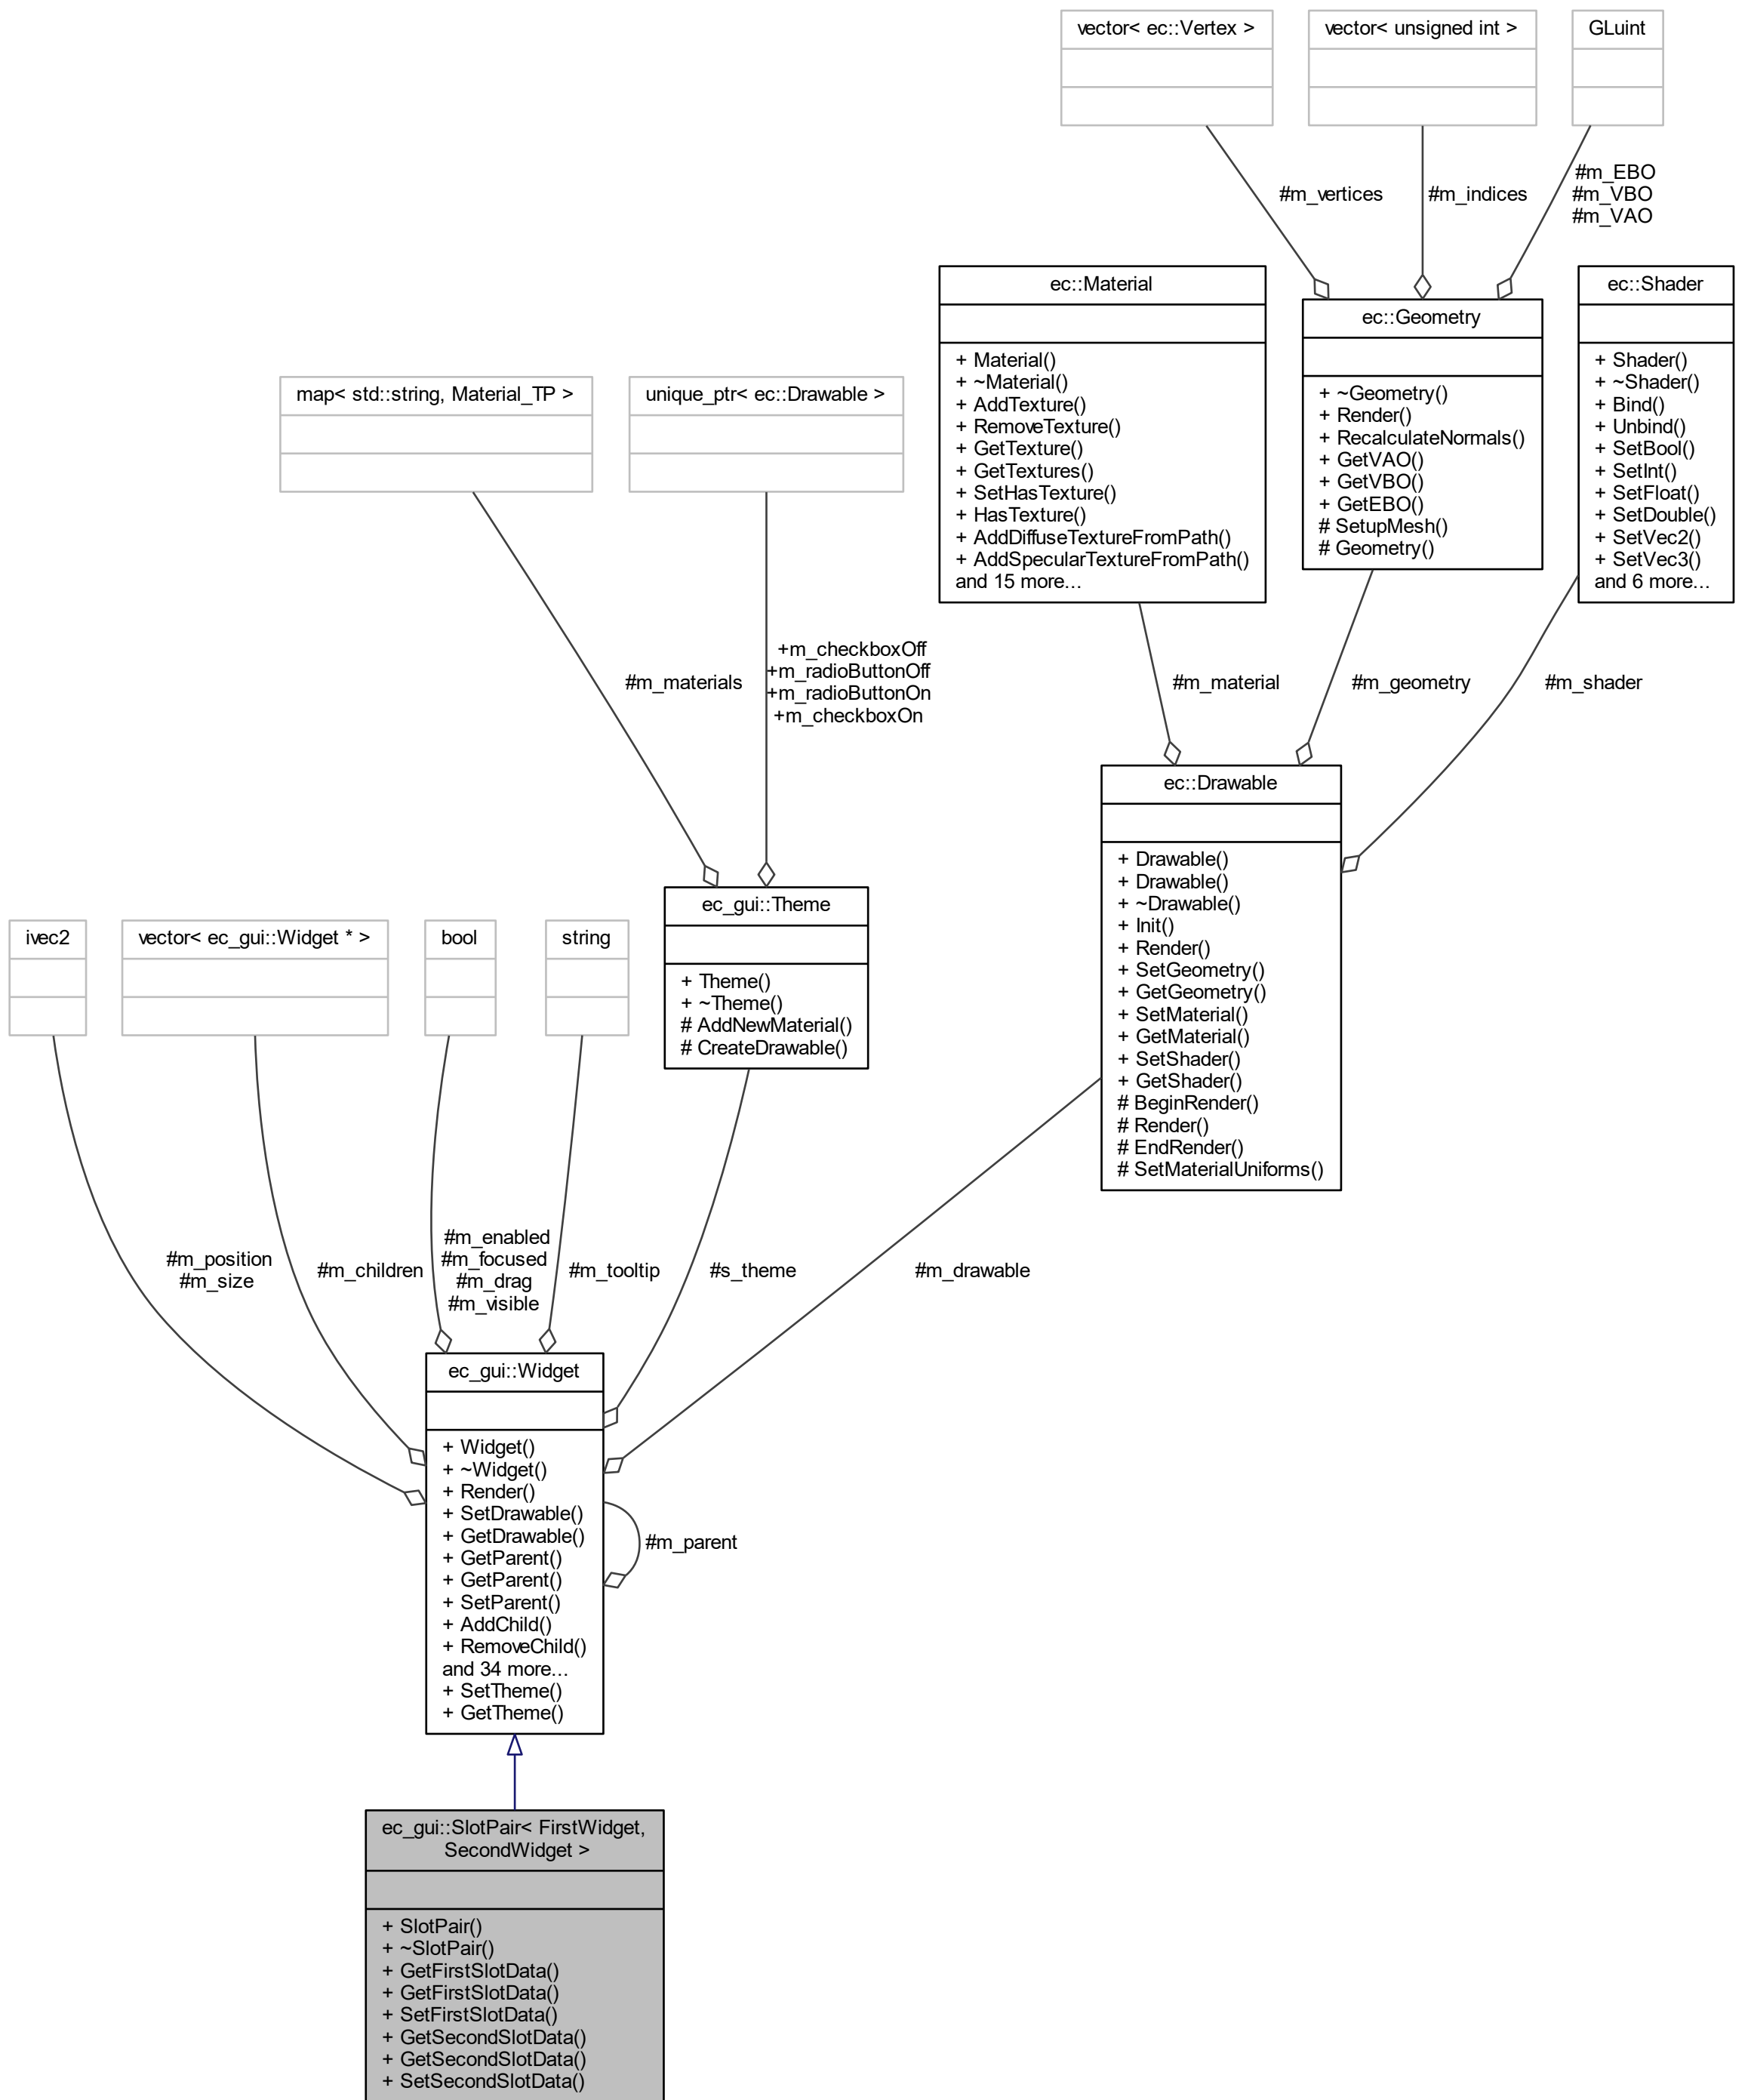 vector< ec::Vertex >
vector< unsigned int >
GLuint
#m_vertices
#m_indices
#m_EBO
#m_VBO
#m_VAO
ec::Material
+ Material()
+ ~Material()
+ AddTexture()
+ RemoveTexture()
+ GetTexture()
+ GetTextures()
+ SetHasTexture()
+ HasTexture()
+ AddDiffuseTextureFromPath()
+ AddSpecularTextureFromPath()
and 15 more...
ec::Geometry
+ ~Geometry()
+ Render()
+ RecalculateNormals()
+ GetVAO()
+ GetVBO()
+ GetEBO()
# SetupMesh()
# Geometry()
ec::Shader
+ Shader()
+ ~Shader()
+ Bind()
+ Unbind()
+ SetBool()
+ SetInt()
+ SetFloat()
+ SetDouble()
+ SetVec2()
+ SetVec3()
and 6 more...
map< std::string, Material_TP >
unique_ptr< ec::Drawable >
#m_materials
+m_checkboxOff
+m_radioButtonOff
+m_radioButtonOn
+m_checkboxOn
#m_material
#m_geometry
#m_shader
ec::Drawable
+ Drawable()
+ Drawable()
+ ~Drawable()
+ Init()
+ Render()
+ SetGeometry()
+ GetGeometry()
+ SetMaterial()
+ GetMaterial()
+ SetShader()
+ GetShader()
# BeginRender()
# Render()
# EndRender()
# SetMaterialUniforms()
ivec2
vector< ec_gui::Widget * >
bool
string
ec_gui::Theme
+ Theme()
+ ~Theme()
# AddNewMaterial()
# CreateDrawable()
#m_position
#m_size
#m_children
#m_enabled
#m_focused
#m_drag
#m_visible
#m_tooltip
#s_theme
#m_drawable
ec_gui::Widget
+ Widget()
+ ~Widget()
+ Render()
+ SetDrawable()
+ GetDrawable()
+ GetParent()
+ GetParent()
+ SetParent()
+ AddChild()
+ RemoveChild()
and 34 more...
+ SetTheme()
+ GetTheme()
#m_parent
ec_gui::SlotPair< FirstWidget,
SecondWidget >
+ SlotPair()
+ ~SlotPair()
+ GetFirstSlotData()
+ GetFirstSlotData()
+ SetFirstSlotData()
+ GetSecondSlotData()
+ GetSecondSlotData()
+ SetSecondSlotData()